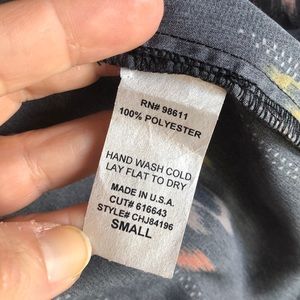 RN# 98611
100% POLYESTER
HAND WASH COLD
LAY FLAT TO DRY
MADE IN U.S.A.
CUT# 616643
STYLE# CHJ84196
SMALL